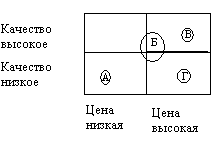 Качество
высокое
Б
В
Качество
низкое
А
Г
Цена
низкая
Цена
высокая